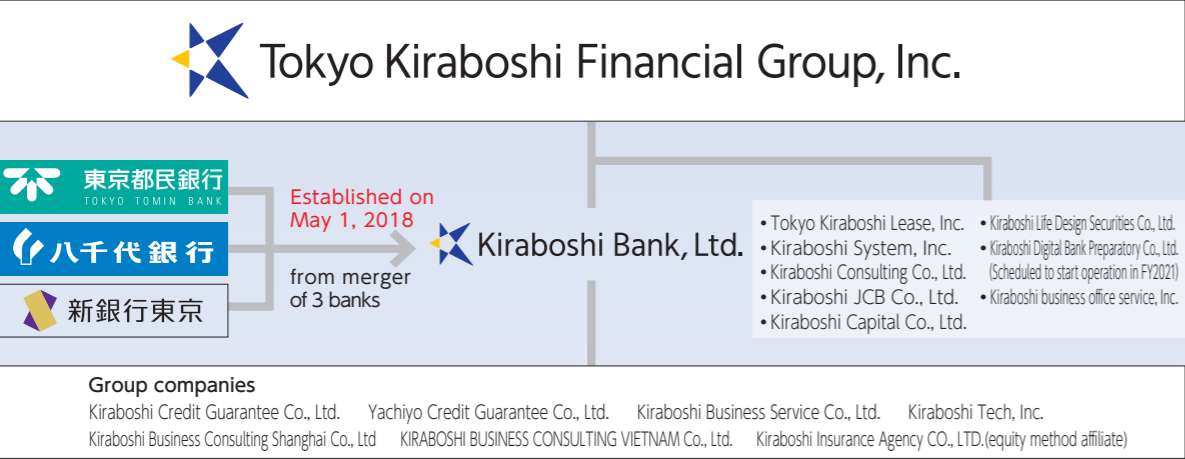 Tokyo Kiraboshi Financial Group, Inc.
東京都民銀行
TOKYO TOMIN BANK
八千代銀行
新銀行東京
Established on
May 1, 2018
from merger
of 3 banks
Kiraboshi Bank, Ltd.
• Tokyo Kiraboshi Lease, Inc.
• Kiraboshi System, Inc.
• Kiraboshi Consulting Co., Ltd.
• Kiraboshi JCB Co., Ltd.
• Kiraboshi Capital Co., Ltd.
• Kiraboshi Life Design Securities Co., Ltd.
• Kiraboshi Digital Bank Preparatory Co., Ltd.
(Scheduled to start operation in FY2021)
• Kiraboshi business office service, Inc.
Group companies
Kiraboshi Credit Guarantee Co., Ltd. Yachiyo Credit Guarantee Co., Ltd. Kiraboshi Business Service Co., Ltd. Kiraboshi Tech, Inc.
Kiraboshi Business Consulting Shanghai Co., Ltd KIRABOSHI BUSINESS CONSULTING VIETNAM Co., Ltd. Kiraboshi Insurance Agency CO., LTD.(equity method affiliate)